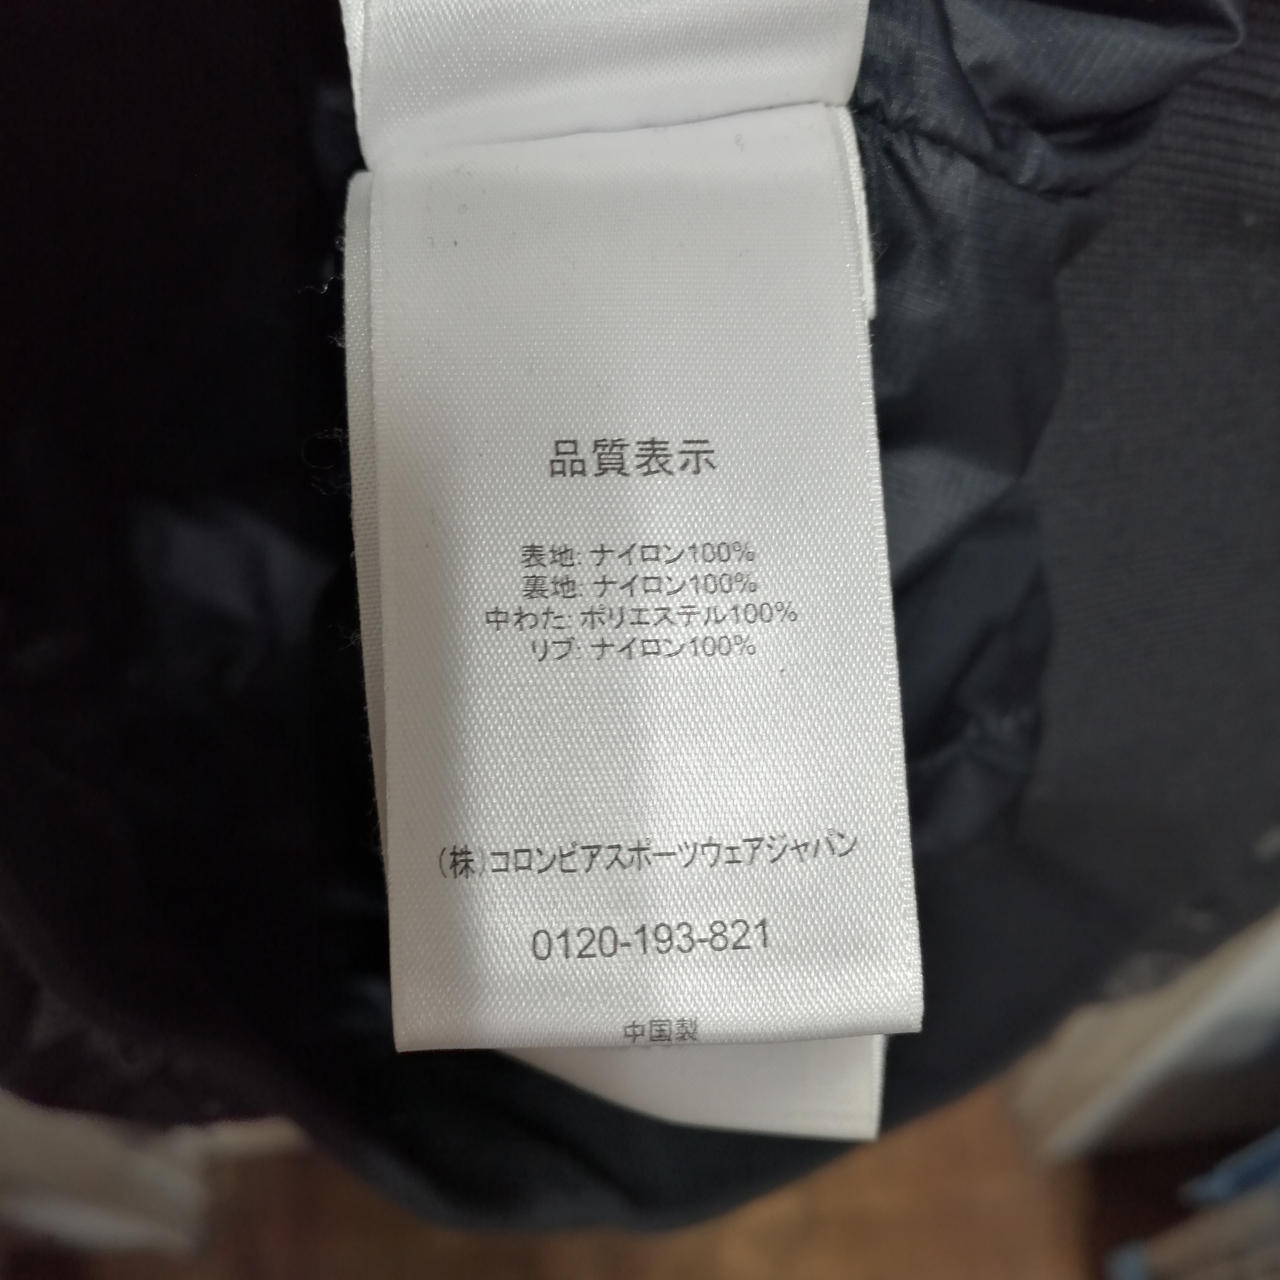 品質表示
表地: ナイロン100%
裏地: ナイロン100%
中わた: ポリエステル100%
リブ: ナイロン100%
(株)コロンビアスポーツウェアジャパン
0120-193-821
中国製